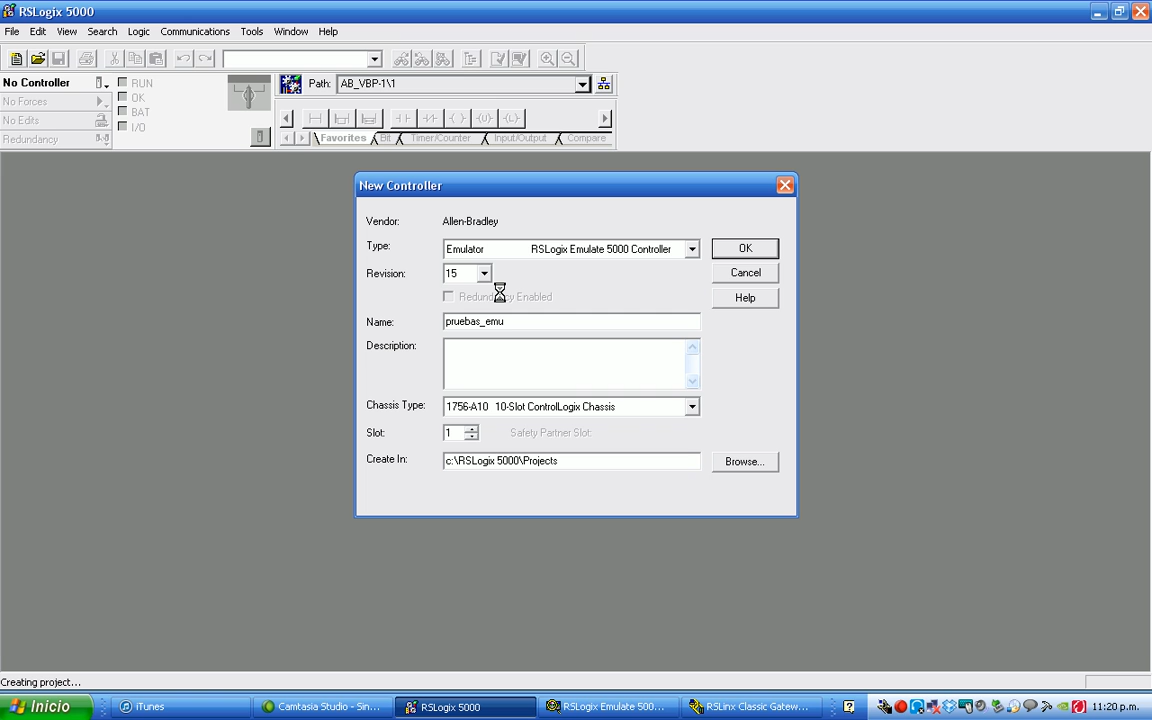 RSLogix 5000
File Edit View Search Logic Communications Tools Window Help
No Controller RUN Path: AB_VBP-1\1
No Forces OK
No Edits BAT
Redundancy I/O Favorites Bit Timer/Counter Input/Output Compare
New Controller
Vendor: Allen-Bradley
Type: Emulator RSLogix Emulate 5000 Controller OK
Revision: 15 Cancel
Redundancy Enabled Help
Name: pruebas_emu
Description:
Chassis Type: 1756-A10 10-Slot ControlLogix Chassis
Slot: 1 Safety Partner Slot:
Create In: c:\RSLogix 5000\Projects Browse...
Creating project...
Inicio iTunes Camtasia Studio - Sin... RSLogix 5000 RSLogix Emulate 500... RSLinx Classic Gatew... 11:20 p.m.